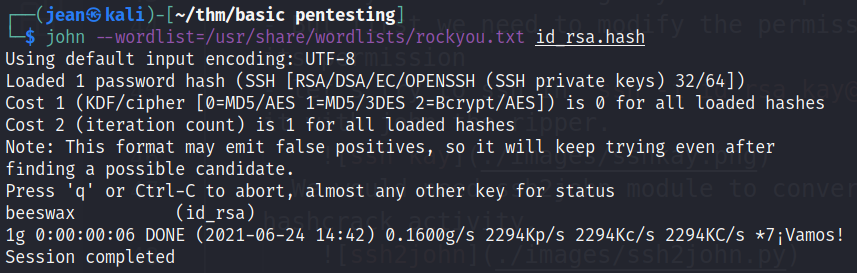 (jean㉿kali)-[~/thm/basic pentesting]
$ john --wordlist=/usr/share/wordlists/rockyou.txt id_rsa.hash
Using default input encoding: UTF-8
Loaded 1 password hash (SSH [RSA/DSA/EC/OPENSSH (SSH private keys) 32/64])
Cost 1 (KDF/cipher [0=MD5/AES 1=MD5/3DES 2=Bcrypt/AES]) is 0 for all loaded hashes
Cost 2 (iteration count) is 1 for all loaded hashes
Note: This format may emit false positives, so it will keep trying even after
finding a possible candidate.
Press 'q' or Ctrl-C to abort, almost any other key for status
beeswax          (id_rsa)
1g 0:00:00:06 DONE (2021-06-24 14:42) 0.1600g/s 2294Kp/s 2294Kc/s 2294KC/s *7¡Vamos!
Session completed